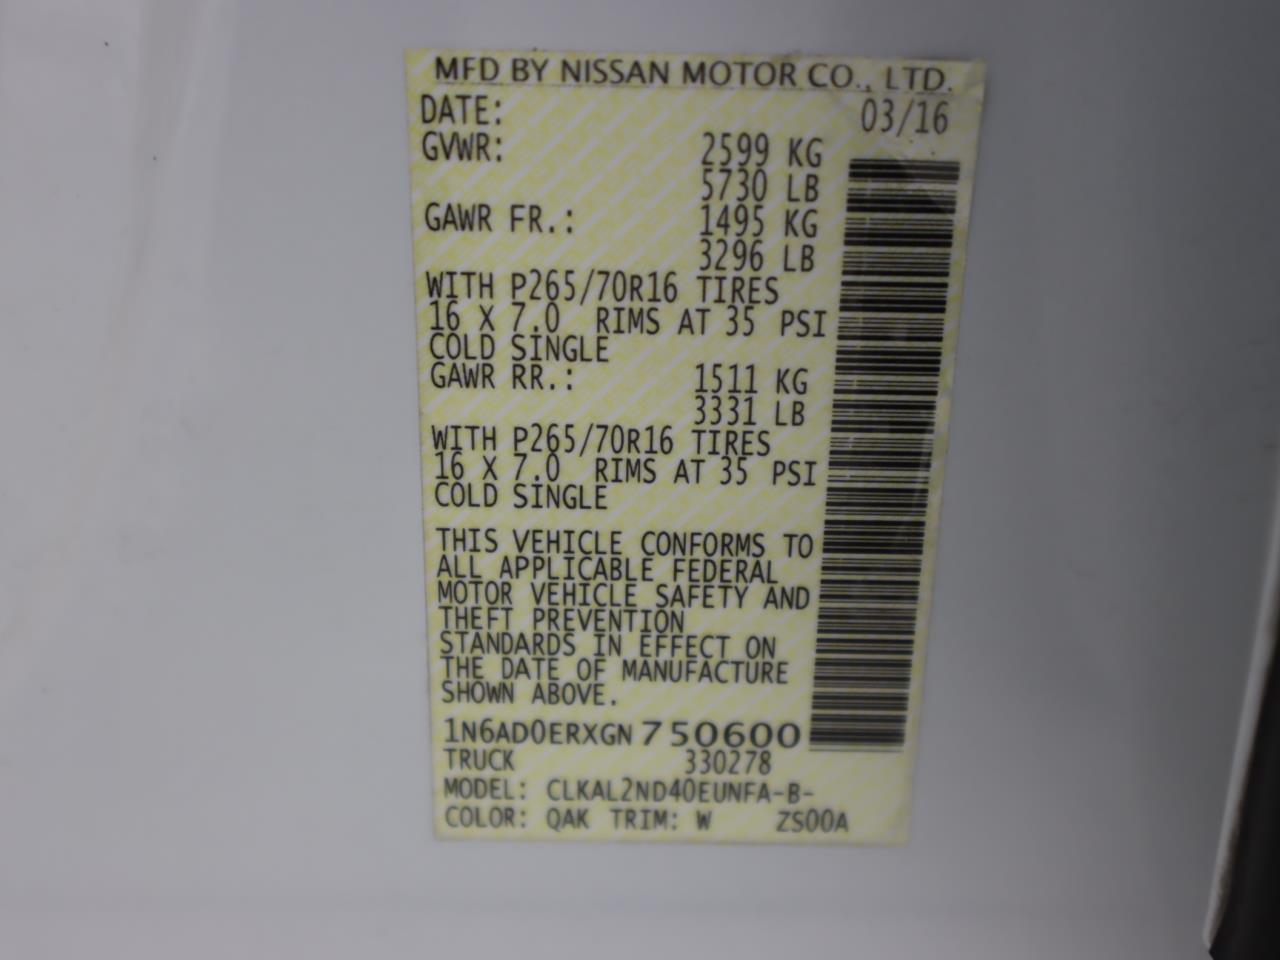 MFD BY NISSAN MOTOR CO., LTD.
DATE: 03/16
GVWR: 2599 KG
5730 LB
GAWR FR.: 1495 KG
3296 LB
WITH P265/70R16 TIRES
16 X 7.0 RIMS AT 35 PSI
COLD SINGLE
GAWR RR.: 1511 KG
3331 LB
WITH P265/70R16 TIRES
16 X 7.0 RIMS AT 35 PSI
COLD SINGLE
THIS VEHICLE CONFORMS TO
ALL APPLICABLE FEDERAL
MOTOR VEHICLE SAFETY AND
THEFT PREVENTION
STANDARDS IN EFFECT ON
THE DATE OF MANUFACTURE
SHOWN ABOVE.
1N6AD0ERXGN750600
TRUCK 330278
MODEL: CLKAL2ND40EUNFA-B-
COLOR: QAK TRIM: W ZS00A